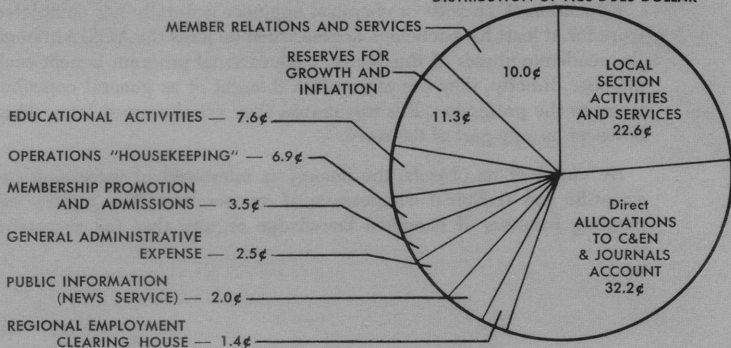 DISTRIBUTION OF ACS DUES DOLLAR
MEMBER RELATIONS AND SERVICES
10.0¢
RESERVES FOR
GROWTH AND
INFLATION
11.3¢
LOCAL
SECTION
ACTIVITIES
AND SERVICES
22.6¢
EDUCATIONAL ACTIVITIES — 7.6¢
OPERATIONS "HOUSEKEEPING" — 6.9¢
MEMBERSHIP PROMOTION
AND ADMISSIONS — 3.5¢
GENERAL ADMINISTRATIVE
EXPENSE — 2.5¢
PUBLIC INFORMATION
(NEWS SERVICE) — 2.0¢
REGIONAL EMPLOYMENT
CLEARING HOUSE — 1.4¢
Direct
ALLOCATIONS
TO C&EN
& JOURNALS
ACCOUNT
32.2¢